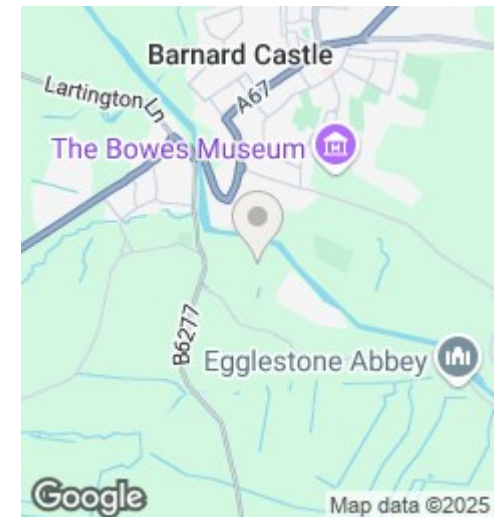 Barnard Castle
Lartington Ln
A67
The Bowes Museum
B6277
Egglestone Abbey
Google
Map data ©2025